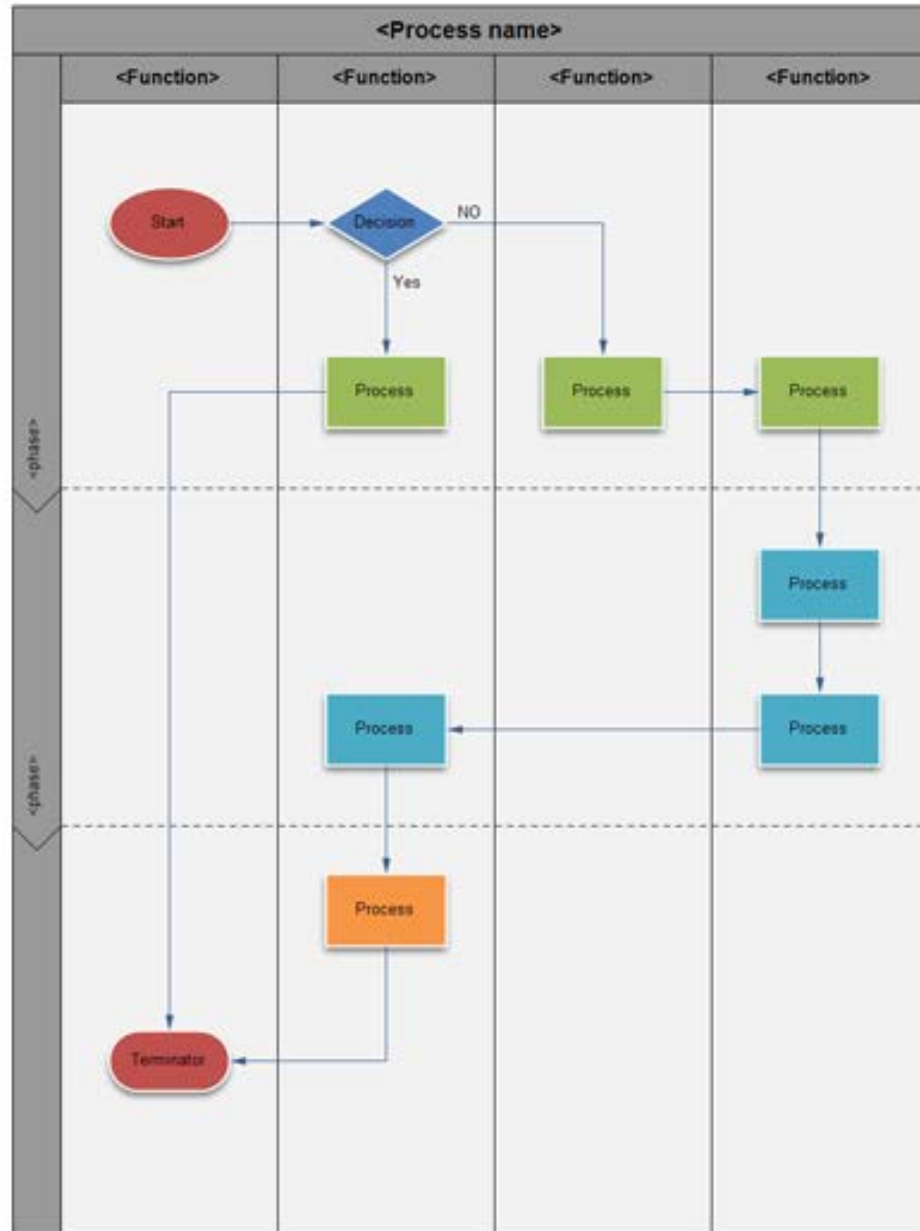 <Process name>
<Function> <Function> <Function> <Function>
Start Decision NO
Yes
Process Process Process
<phase>
Process
Process Process
<phase>
Process
Terminator